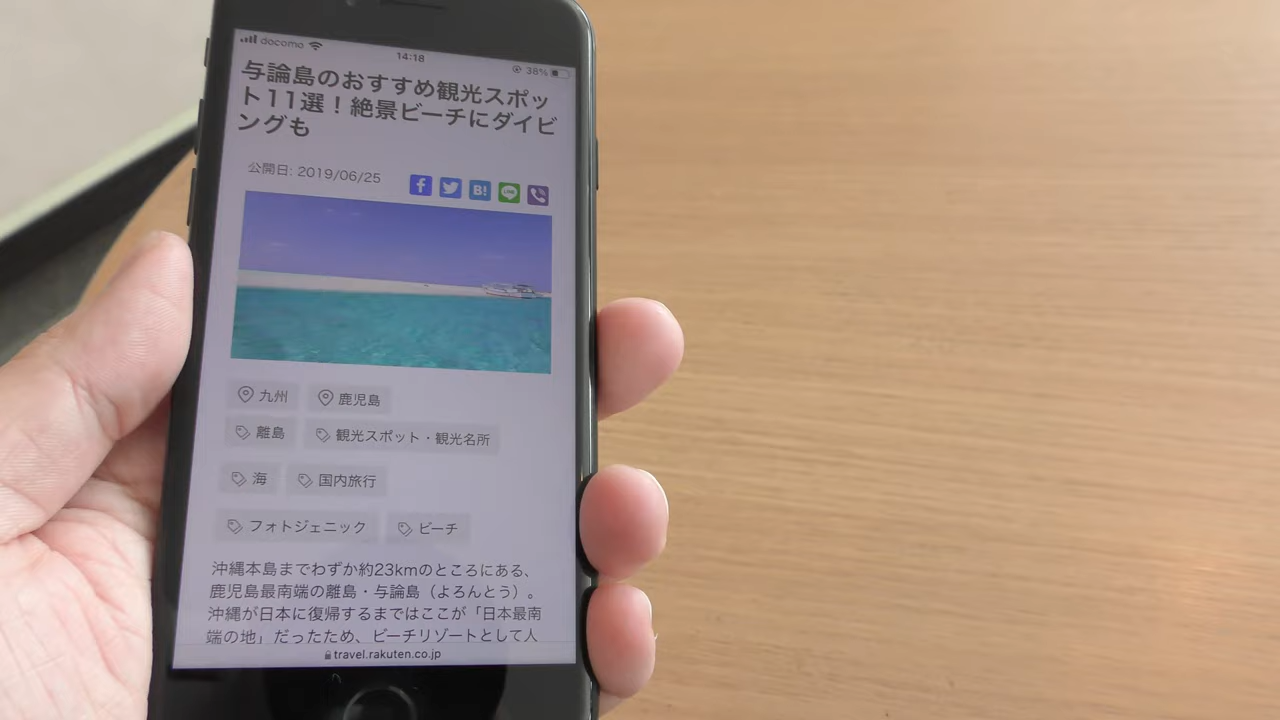 docomo
14:18
38%
与論島のおすすめ観光スポッ
ト11選！絶景ビーチにダイビ
ングも
公開日: 2019/06/25
f B! LINE
九州 鹿児島
離島 観光スポット・観光名所
海 国内旅行
フォトジェニック ビーチ
沖縄本島までわずか約23kmのところにある、
鹿児島最南端の離島・与論島（よろんとう）。
沖縄が日本に復帰するまではここが「日本最南
端の地」だったため、ビーチリゾートとして人
travel.rakuten.co.jp